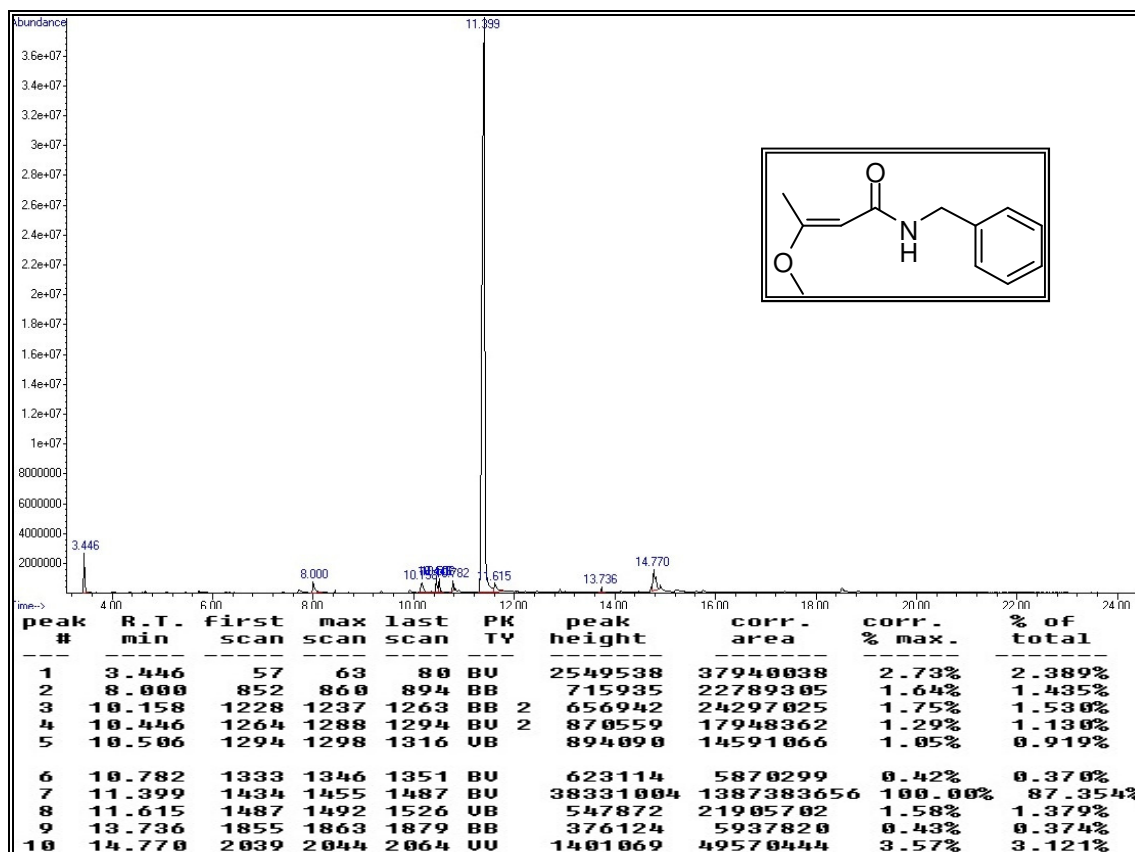 Abundance
11.399
3.6e+07
3.4e+07
3.2e+07
3e+07
2.8e+07
2.6e+07
2.4e+07
2.2e+07
2e+07
1.8e+07
1.6e+07
1.4e+07
1.2e+07
1e+07
8000000
6000000
4000000
2000000
O
N
H
O
3.446
8.000
10.158
10.782
11.615
13.736
14.770
Time-->
4.00 6.00 8.00 10.00 12.00 14.00 16.00 18.00 20.00 22.00 24.00
peak R.T. first max last PK peak corr. corr. % of
# min scan scan scan TY height area % max. total
--- ----- ----- ---- ---- --- ------- ------- ------ -------
1 3.446 57 63 80 BV 2549538 37940038 2.73% 2.389%
2 8.000 852 860 894 BB 715935 22789305 1.64% 1.435%
3 10.158 1228 1237 1263 BB 2 656942 24297025 1.75% 1.530%
4 10.446 1264 1288 1294 BV 2 870559 17948362 1.29% 1.130%
5 10.506 1294 1298 1316 VB 894090 14591066 1.05% 0.919%
6 10.782 1333 1346 1351 BV 623114 5870299 0.42% 0.370%
7 11.399 1434 1455 1487 BV 38331004 1387383656 100.00% 87.354%
8 11.615 1487 1492 1526 VB 547872 21905702 1.58% 1.379%
9 13.736 1855 1863 1879 BB 376124 5937820 0.43% 0.374%
10 14.770 2039 2044 2064 VV 1401069 49570444 3.57% 3.121%